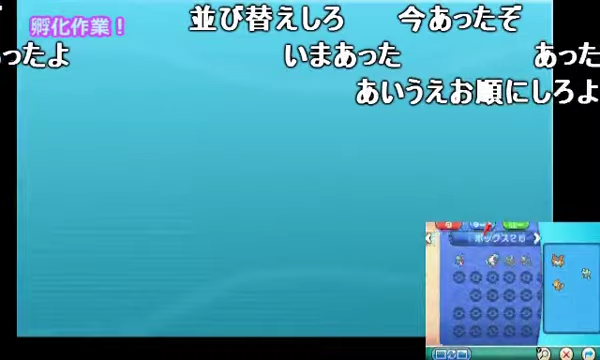 孵化作業！
並び替えしろ 今あったぞ
ったよ いまあった あった
あいうえお順にしろよ
ボックス2